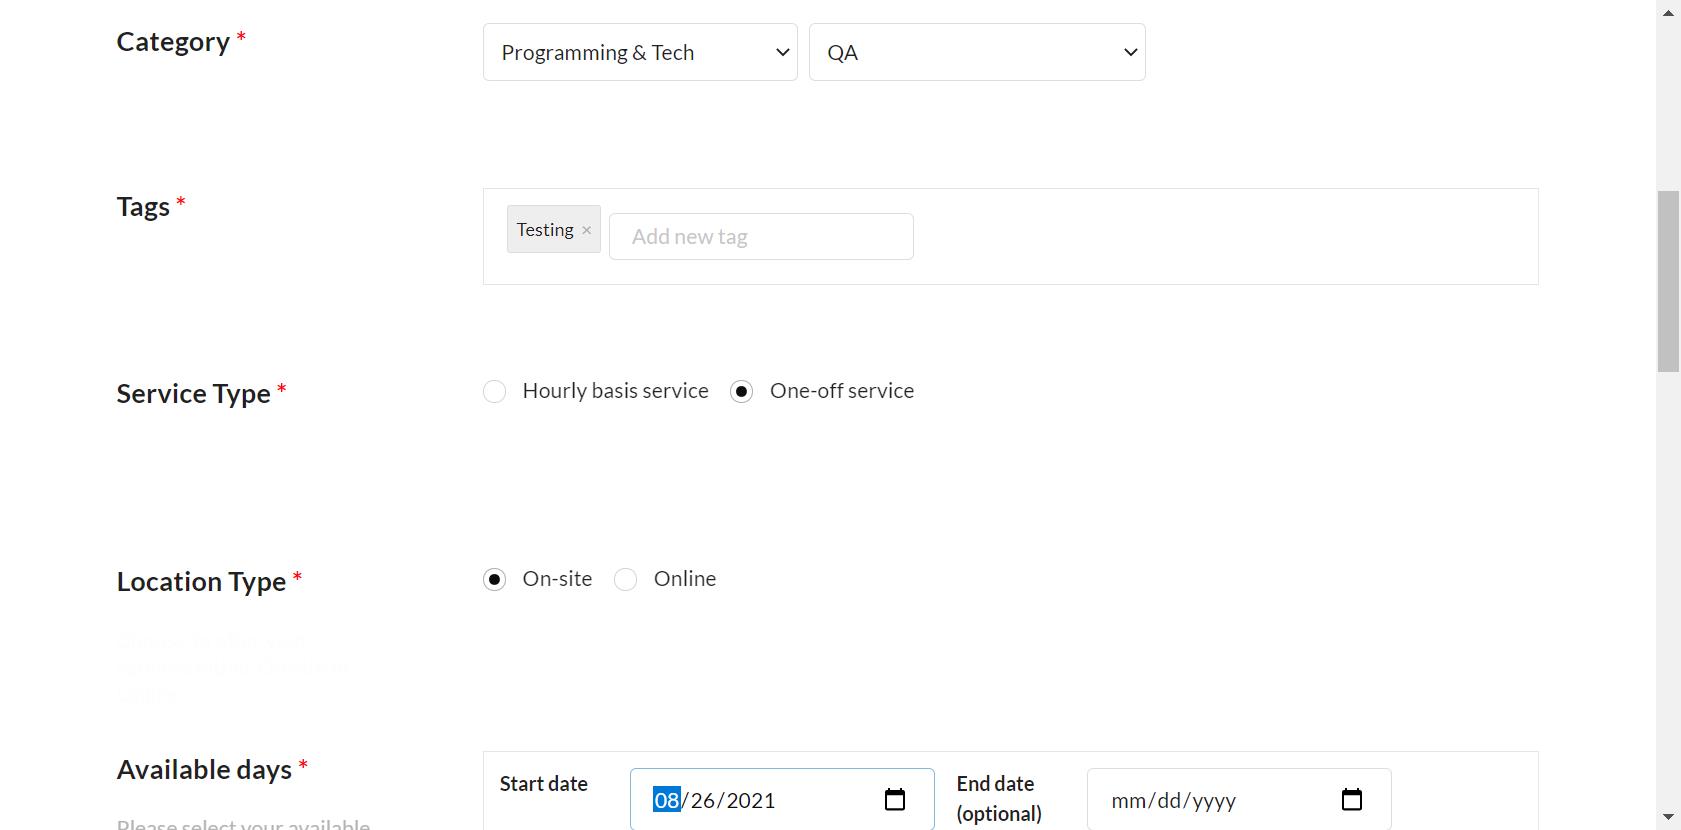 Category *
Programming & Tech
QA
Tags *
Testing ×
Add new tag
Service Type *
Hourly basis service
One-off service
Location Type *
On-site
Online
Available days *
Start date
08/26/2021
End date
(optional)
mm/dd/yyyy
Please select your available